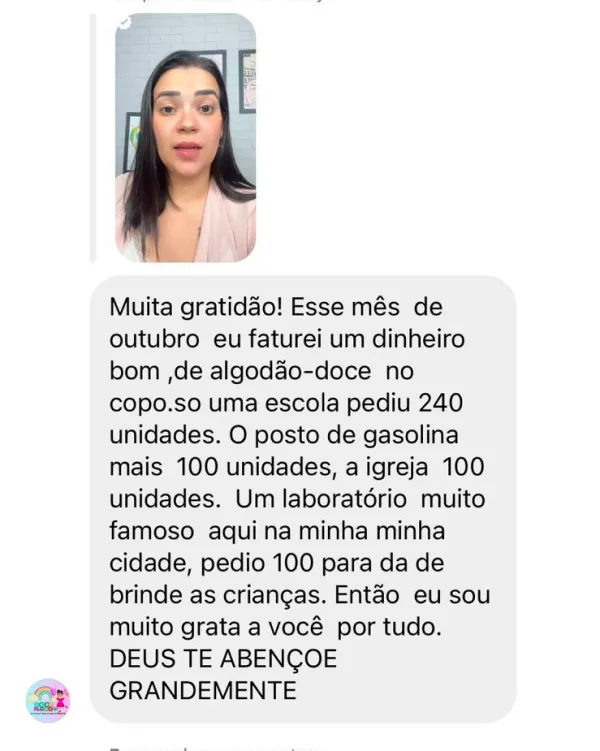 Muita gratidão! Esse mês de
outubro eu faturei um dinheiro
bom ,de algodão-doce no
copo.so uma escola pediu 240
unidades. O posto de gasolina
mais 100 unidades, a igreja 100
unidades. Um laboratório muito
famoso aqui na minha minha
cidade, pedio 100 para da de
brinde as crianças. Então eu sou
muito grata a você por tudo.
DEUS TE ABENÇOE
GRANDEMENTE